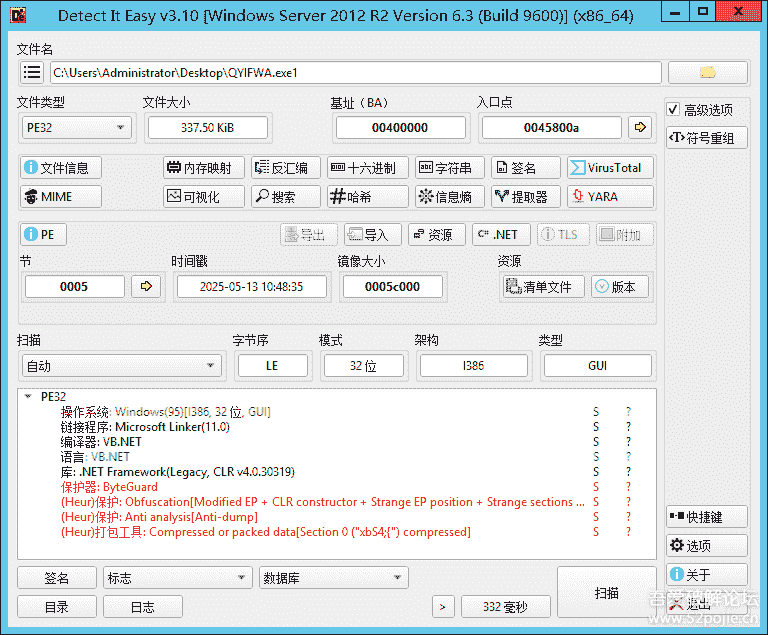 Detect It Easy v3.10 [Windows Server 2012 R2 Version 6.3 (Build 9600)] (x86_64)
文件名
C:\Users\Administrator\Desktop\QYIFWA.exe1
文件类型 文件大小 基址（BA） 入口点
PE32 337.50 KiB 00400000 0045800a
高级选项
符号重组
文件信息 内存映射 反汇编 十六进制 字符串 签名 VirusTotal
MIME 可视化 搜索 哈希 信息熵 提取器 YARA
PE 导出 导入 资源 C# .NET TLS 附加
节 时间戳 镜像大小 资源
0005 2025-05-13 10:48:35 0005c000 清单文件 版本
扫描 字节序 模式 架构 类型
自动 LE 32 位 I386 GUI
PE32
操作系统: Windows(95)[I386, 32 位, GUI] S ?
链接程序: Microsoft Linker(11.0) S ?
编译器: VB.NET S ?
语言: VB.NET S ?
库: .NET Framework(Legacy, CLR v4.0.30319) S ?
保护器: ByteGuard S ?
(Heur)保护: Obfuscation[Modified EP + CLR constructor + Strange EP position + Strange sections ... S ?
(Heur)保护: Anti analysis[Anti-dump] S ?
(Heur)打包工具: Compressed or packed data[Section 0 ("xbS4;{") compressed] S ?
快捷键
选项
关于
退出
签名 标志 数据库 扫描
目录 日志 > 332 毫秒
吾爱破解论坛
www.52pojie.cn